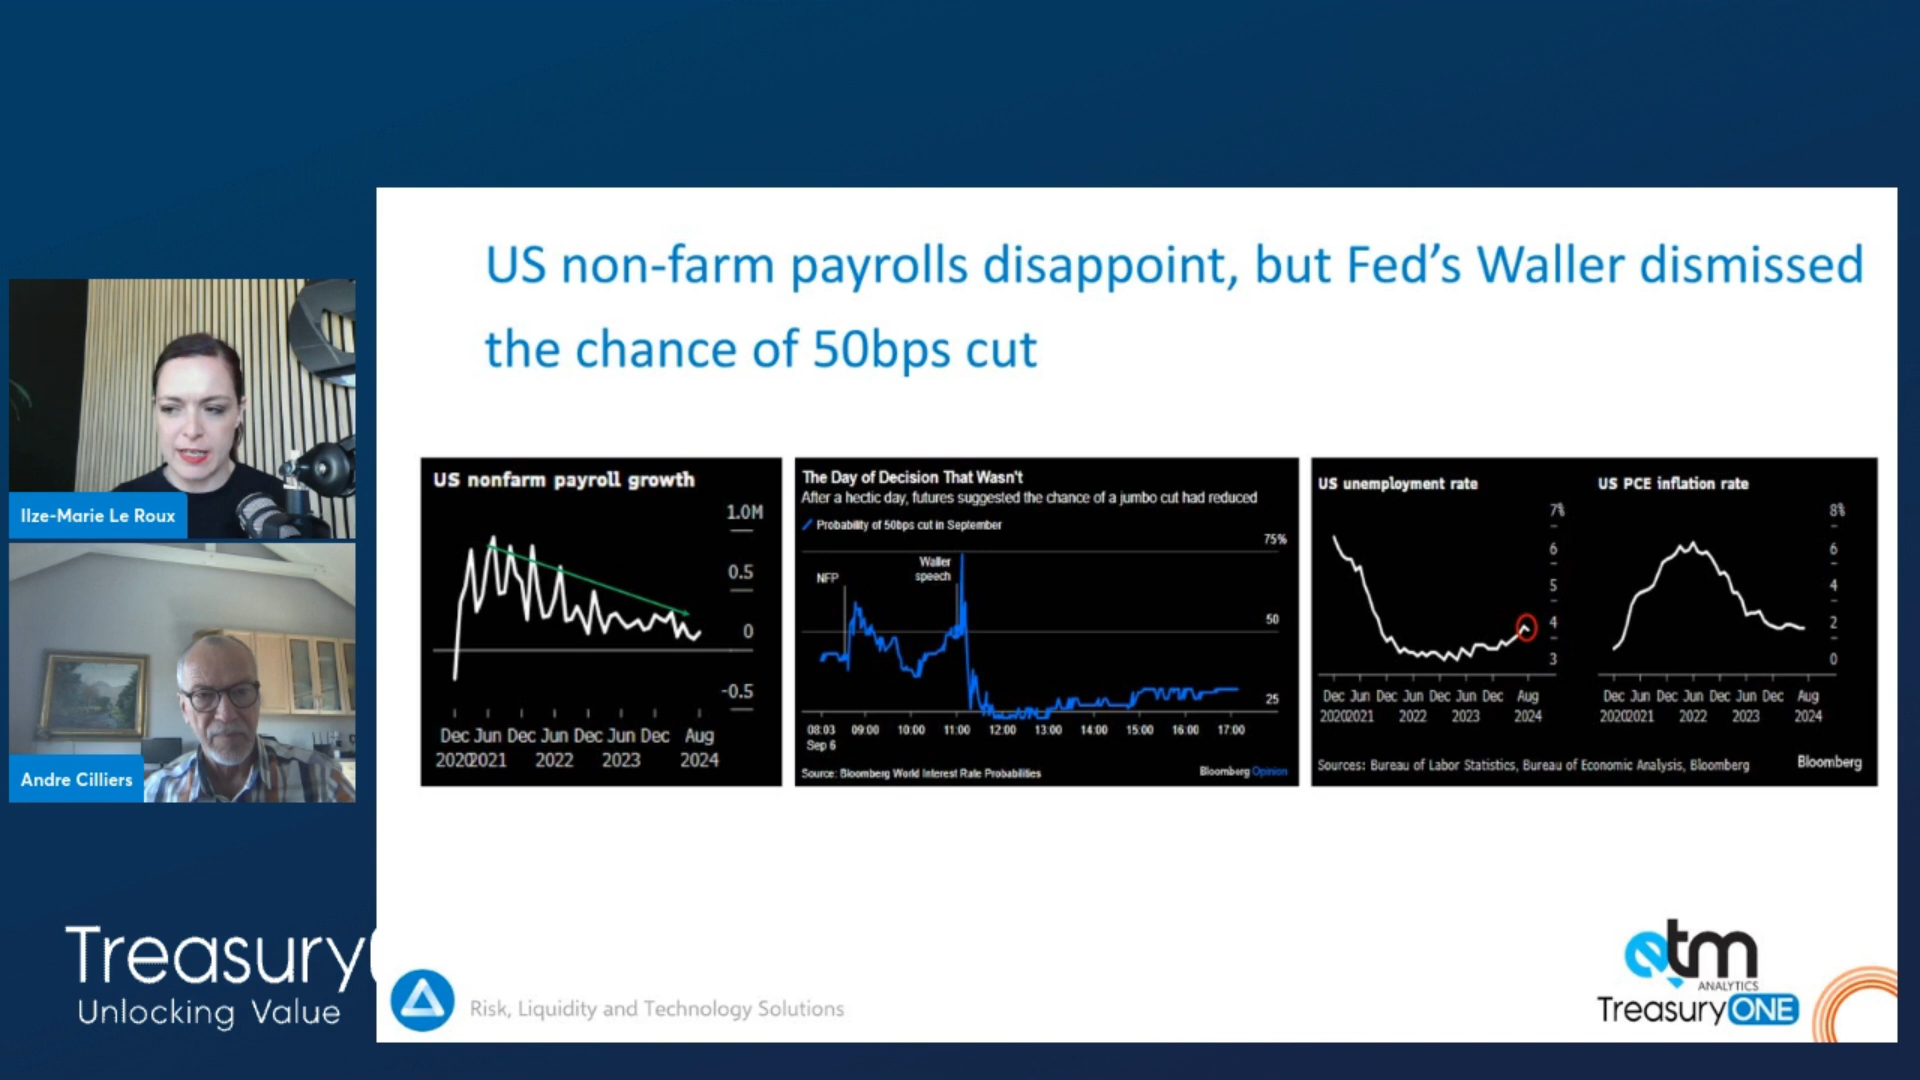 US non-farm payrolls disappoint, but Fed’s Waller dismissed
the chance of 50bps cut
Ilze-Marie Le Roux
Andre Cilliers
US nonfarm payroll growth
1.0M
0.5
0
-0.5
Dec Jun Dec Jun Dec Jun Dec Aug
2020 2021 2022 2023 2024
The Day of Decision That Wasn't
After a hectic day, futures suggested the chance of a jumbo cut had reduced
Probability of 50bps cut in September
75%
NFP
Waller
speech
50
25
08:03 09:00 10:00 11:00 12:00 13:00 14:00 15:00 16:00 17:00
Sep 6
Source: Bloomberg World Interest Rate Probabilities
Bloomberg Opinion
US unemployment rate
7%
6
5
4
3
Dec Jun Dec Jun Dec Jun Dec Aug
2020 2021 2022 2023 2024
US PCE inflation rate
8%
6
4
2
0
Dec Jun Dec Jun Dec Jun Dec Aug
2020 2021 2022 2023 2024
Sources: Bureau of Labor Statistics, Bureau of Economic Analysis, Bloomberg
Bloomberg
Treasury
Unlocking Value
Risk, Liquidity and Technology Solutions
etm
ANALYTICS
TreasuryONE